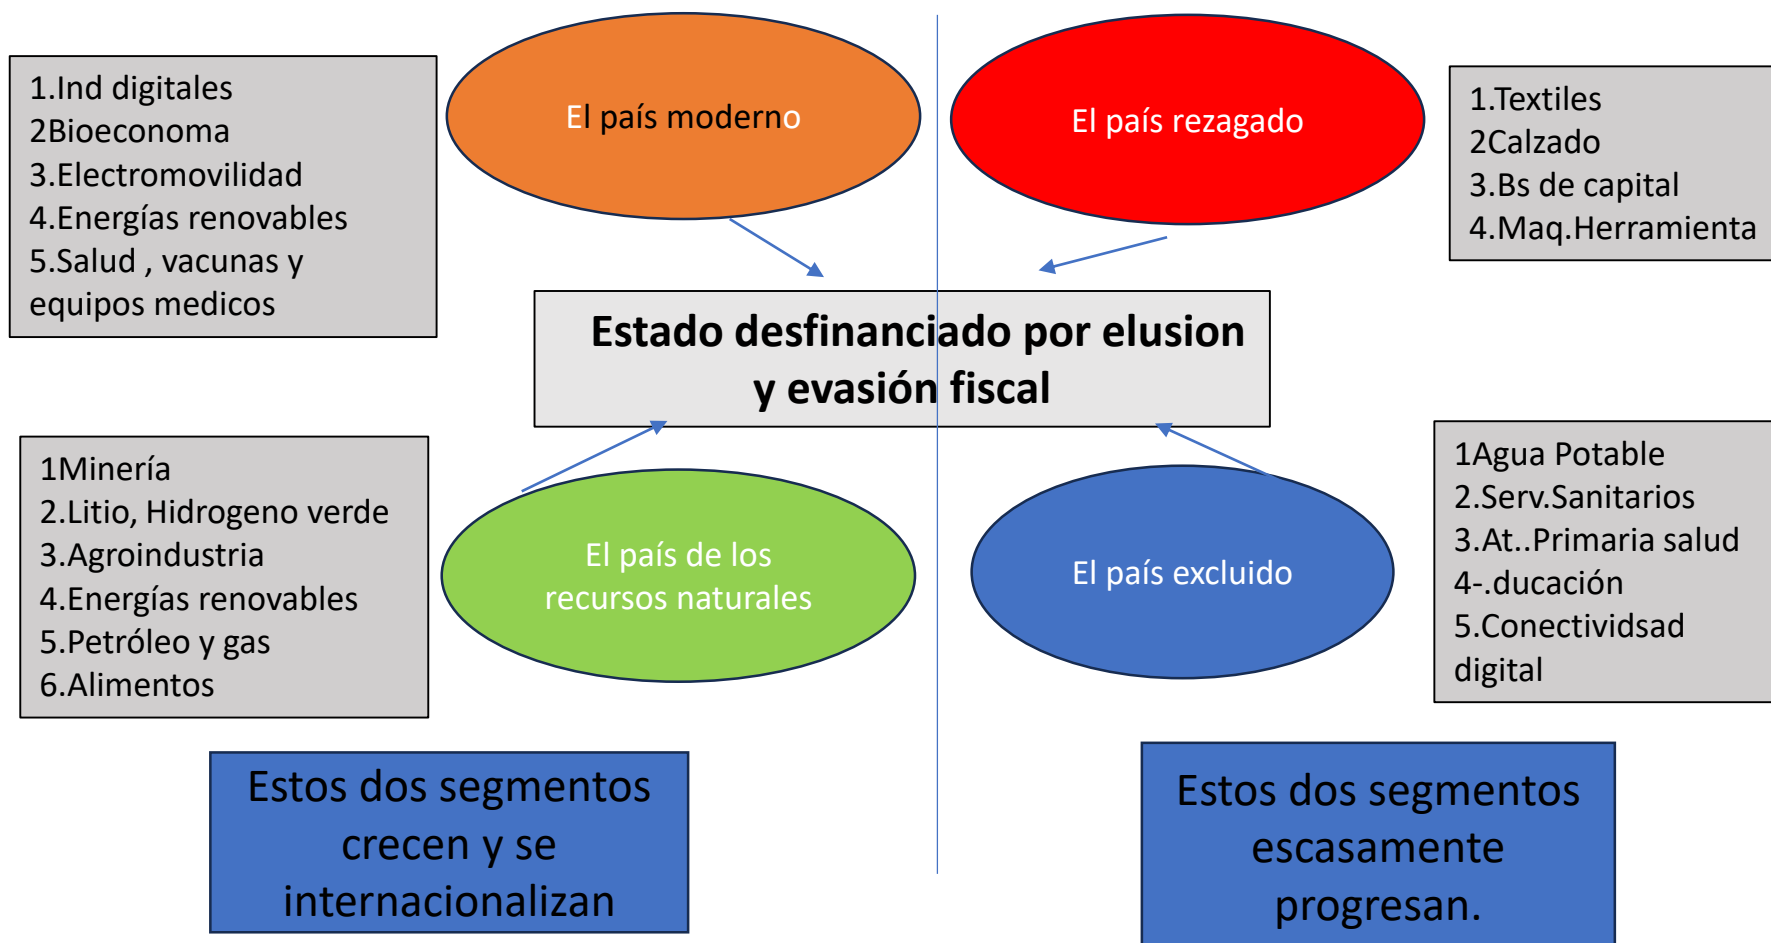 1.Ind digitales
2Bioeconoma
3.Electromovilidad
4.Energías renovables
5.Salud , vacunas y
equipos medicos
El país moderno
El país rezagado
1.Textiles
2Calzado
3.Bs de capital
4.Maq.Herramienta
Estado desfinanciado por elusion
y evasión fiscal
1Minería
2.Litio, Hidrogeno verde
3.Agroindustria
4.Energías renovables
5.Petróleo y gas
6.Alimentos
El país de los
recursos naturales
El país excluido
1Agua Potable
2.Serv.Sanitarios
3.At..Primaria salud
4-.ducación
5.Conectividsad
digital
Estos dos segmentos
crecen y se
internacionalizan
Estos dos segmentos
escasamente
progresan.